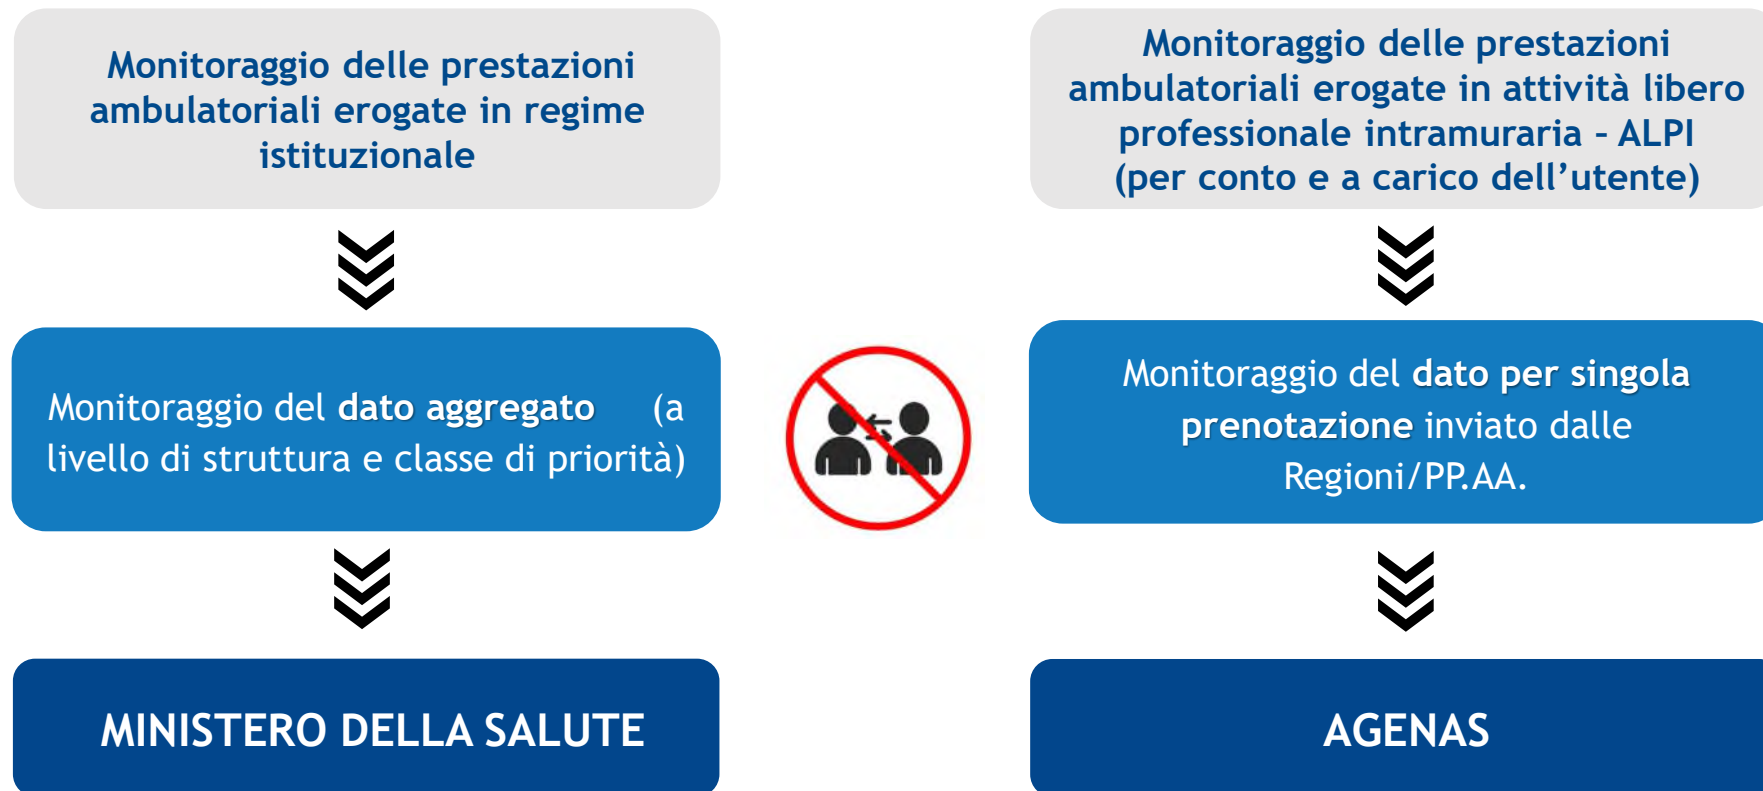 Monitoraggio delle prestazioni
ambulatoriali erogate in regime
istituzionale
Monitoraggio del dato aggregato (a
livello di struttura e classe di priorità)
MINISTERO DELLA SALUTE
Monitoraggio delle prestazioni
ambulatoriali erogate in attività libero
professionale intramuraria – ALPI
(per conto e a carico dell’utente)
Monitoraggio del dato per singola
prenotazione inviato dalle
Regioni/PP.AA.
AGENAS